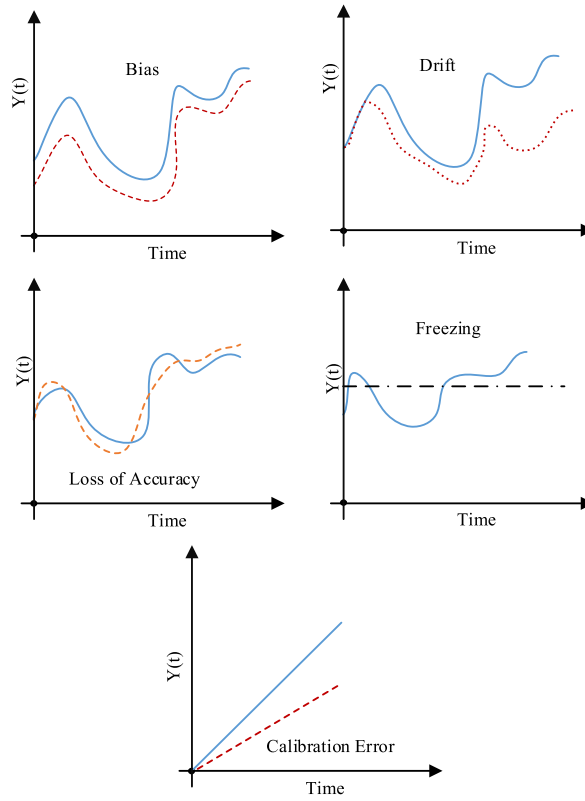 Bias
Y(t)
Time
Drift
Y(t)
Time
Y(t)
Loss of Accuracy
Time
Freezing
Y(t)
Time
Y(t)
Calibration Error
Time